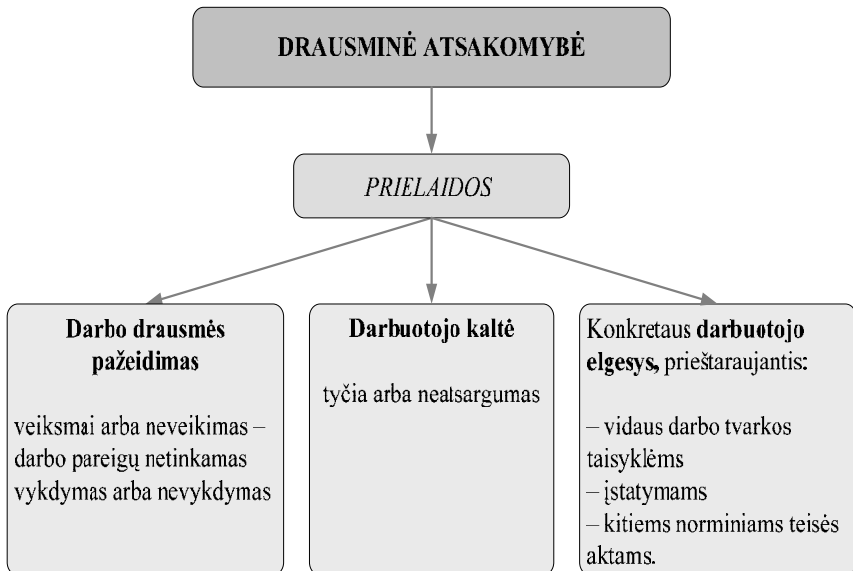 DRAUSMINĖ ATSAKOMYBĖ
PRIELAIDOS
Darbo drausmės
pažeidimas
veiksmai arba neveikimas –
darbo pareigų netinkamas
vykdymas arba nevykdymas
Darbuotojo kaltė
tyčia arba neatsargumas
Konkretaus darbuotojo
elgesys, prieštaraujantis:
– vidaus darbo tvarkos
taisyklėms
– įstatymams
– kitiems norminiams teisės
aktams.